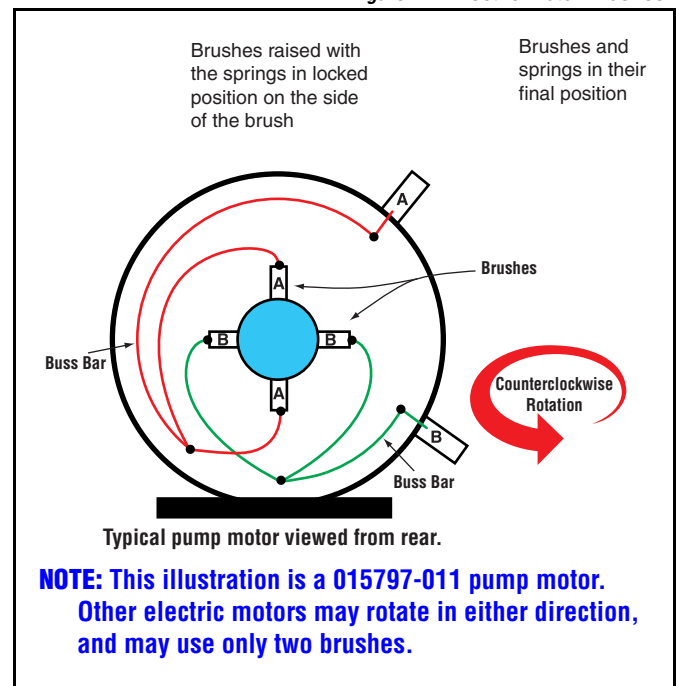 Brushes raised with
the springs in locked
position on the side
of the brush
Brushes and
springs in their
final position
A
A
Brushes
B
B
Buss Bar
A
Counterclockwise
Rotation
B
Buss Bar
Typical pump motor viewed from rear.
NOTE: This illustration is a 015797-011 pump motor.
Other electric motors may rotate in either direction,
and may use only two brushes.